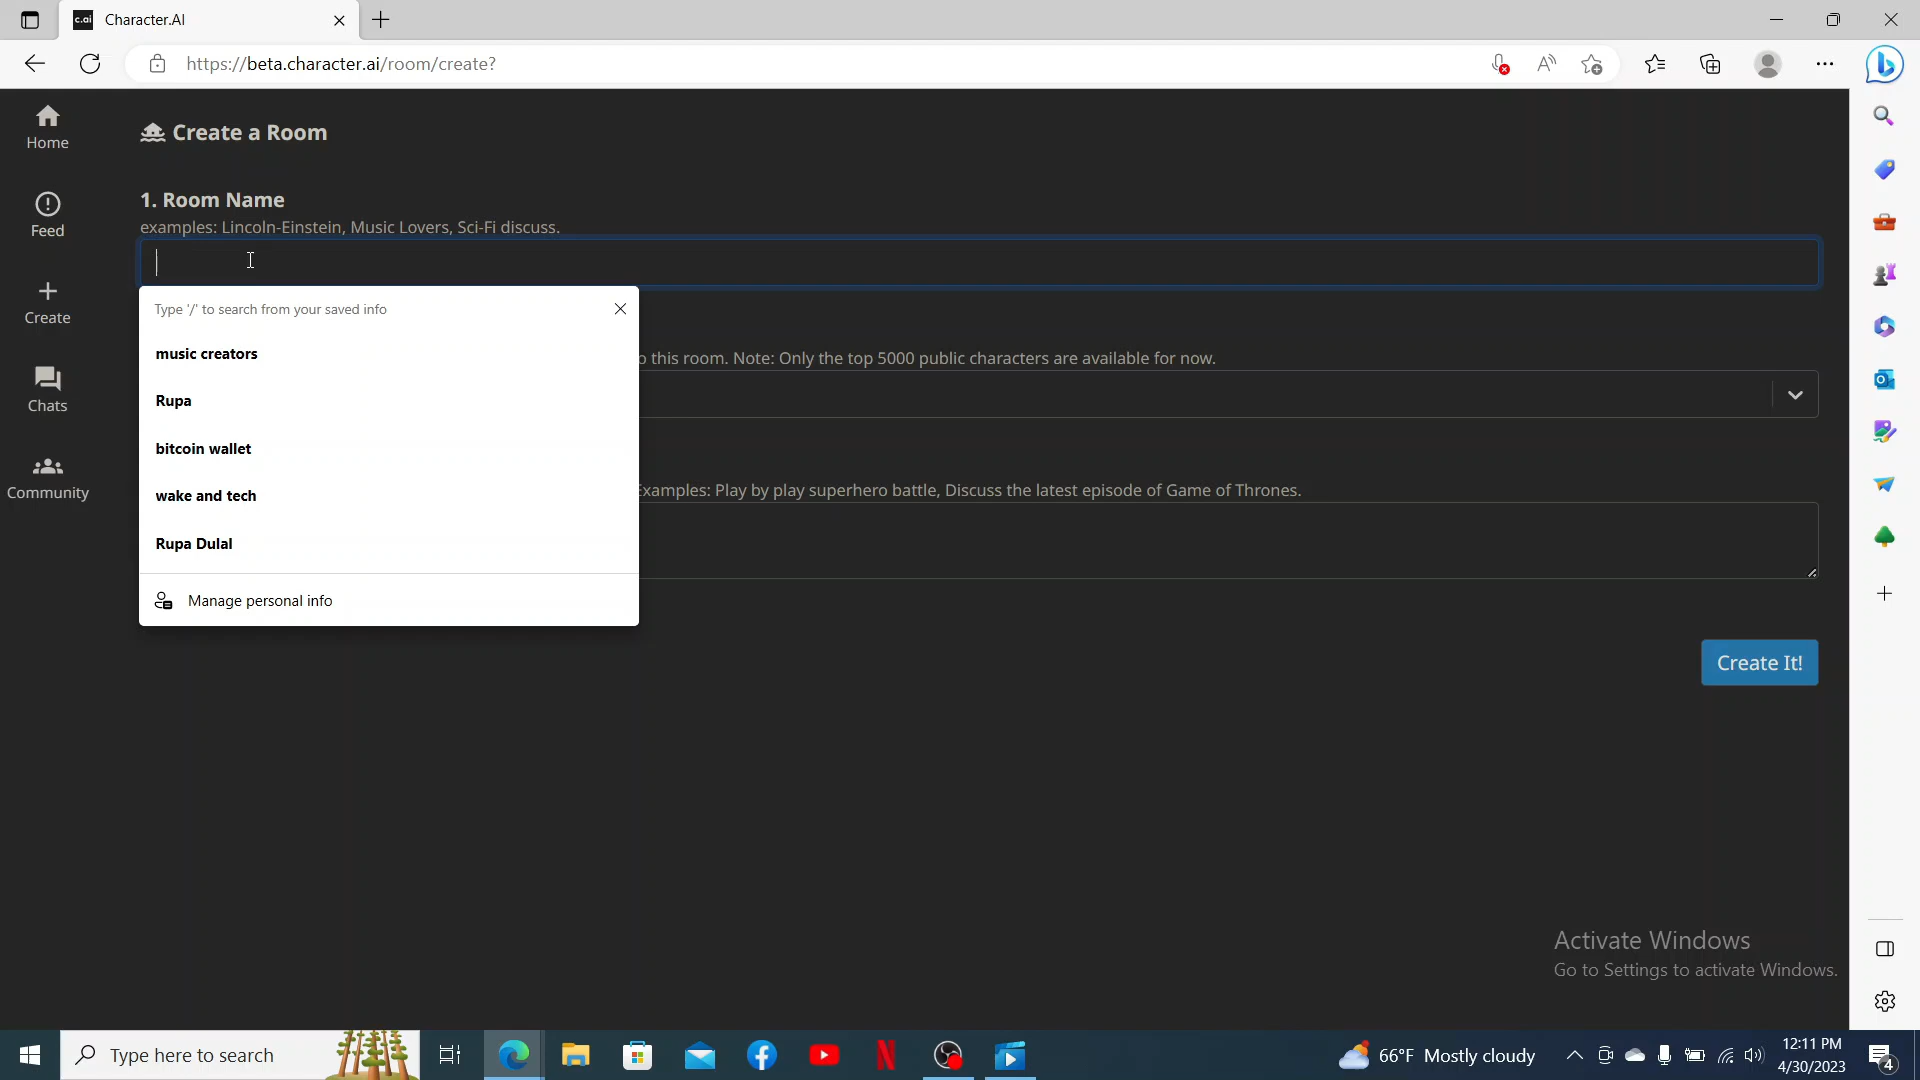 c.ai Character.AI
https://beta.character.ai/room/create?
Home
Create a Room
1. Room Name
examples: Lincoln-Einstein, Music Lovers, Sci-Fi discuss.
Feed
Type '/' to search from your saved info
Create
music creators
this room. Note: Only the top 5000 public characters are available for now.
Chats
Rupa
bitcoin wallet
Community
wake and tech
Examples: Play by play superhero battle, Discuss the latest episode of Game of Thrones.
Rupa Dulal
Manage personal info
Create It!
Activate Windows
Go to Settings to activate Windows.
Type here to search
66°F Mostly cloudy
12:11 PM
4/30/2023
4